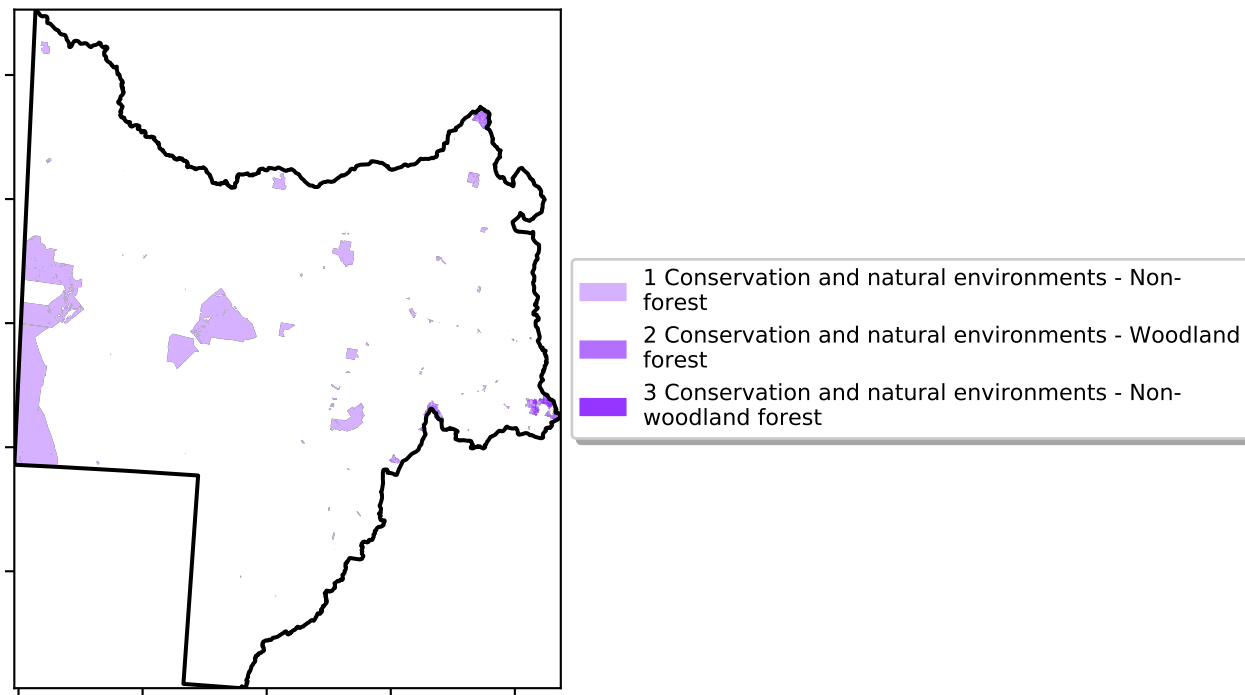 1 Conservation and natural environments - Non-
forest
2 Conservation and natural environments - Woodland
forest
3 Conservation and natural environments - Non-
woodland forest